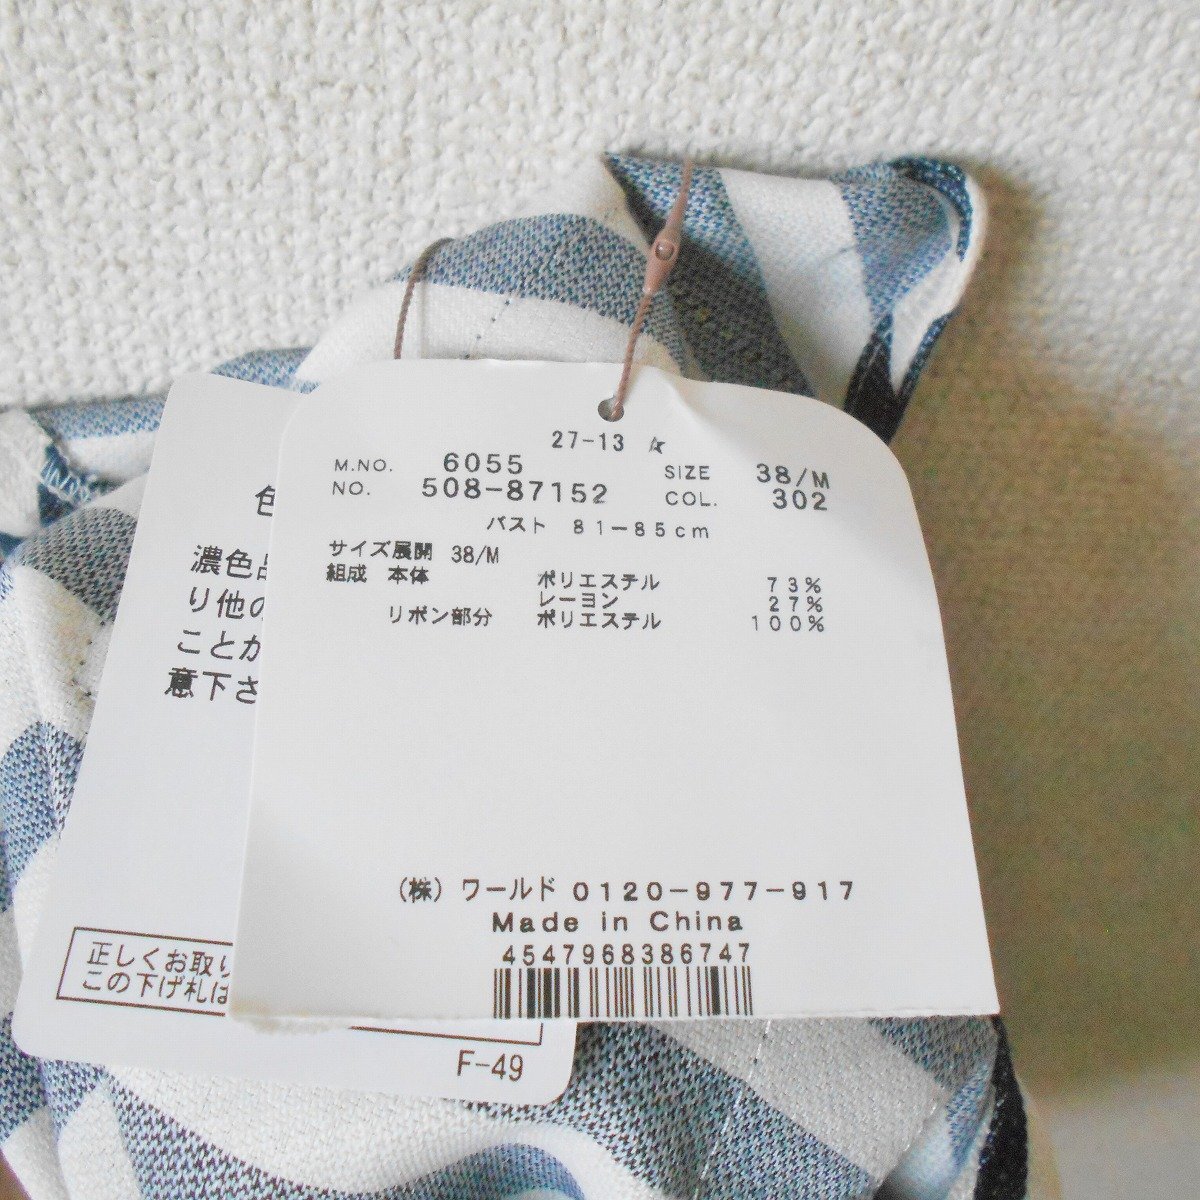 27-13 ☆
M.NO. 6055 SIZE 38/M
NO. 508-87152 COL. 302
バスト 81-85cm
サイズ展開 38/M
組成 本体 ポリエステル 73%
レーヨン 27%
リボン部分 ポリエステル 100%
(株)ワールド 0120-977-917
Made in China
4547968386747
濃色
り他の
ことが
意下さ
正しくお取り
この下げ札は
F-49